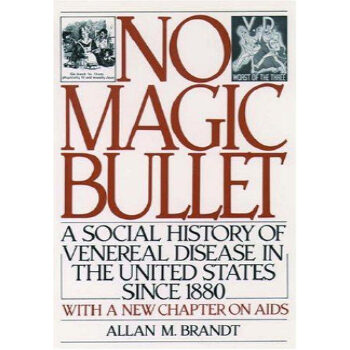 NO
V D
WORST OF THE THREE
MAGIC
BULLET
A SOCIAL HISTORY OF
VENEREAL DISEASE IN
THE UNITED STATES
SINCE 1880
WITH A NEW CHAPTER ON AIDS
ALLAN M. BRANDT